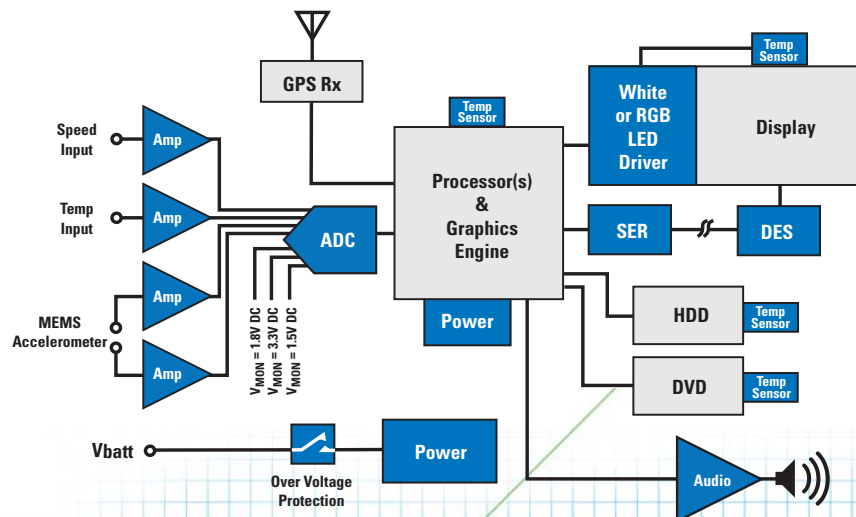 GPS Rx
Temp
Sensor
Temp
Sensor
White
or RGB
LED
Driver
Display
Speed
Input
Amp
Temp
Input
Amp
ADC
Processor(s)
&
Graphics
Engine
SER
DES
MEMS
Accelerometer
Amp
Amp
VMON = 1.8V DC
VMON = 3.3V DC
VMON = 1.5V DC
Power
HDD
Temp
Sensor
DVD
Temp
Sensor
Vbatt
Over Voltage
Protection
Power
Audio